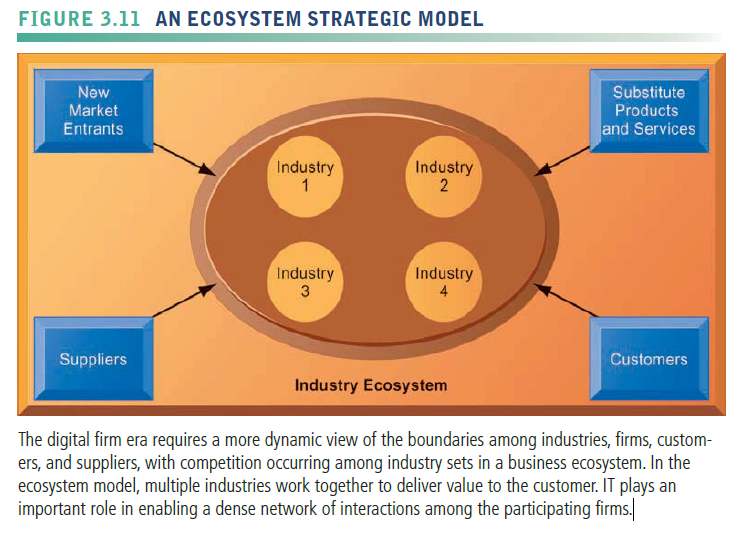 FIGURE 3.11 AN ECOSYSTEM STRATEGIC MODEL
New
Market
Entrants
Substitute
Products
and Services
Industry
1
Industry
2
Industry
3
Industry
4
Suppliers
Customers
Industry Ecosystem
The digital firm era requires a more dynamic view of the boundaries among industries, firms, custom-
ers, and suppliers, with competition occurring among industry sets in a business ecosystem. In the
ecosystem model, multiple industries work together to deliver value to the customer. IT plays an
important role in enabling a dense network of interactions among the participating firms.